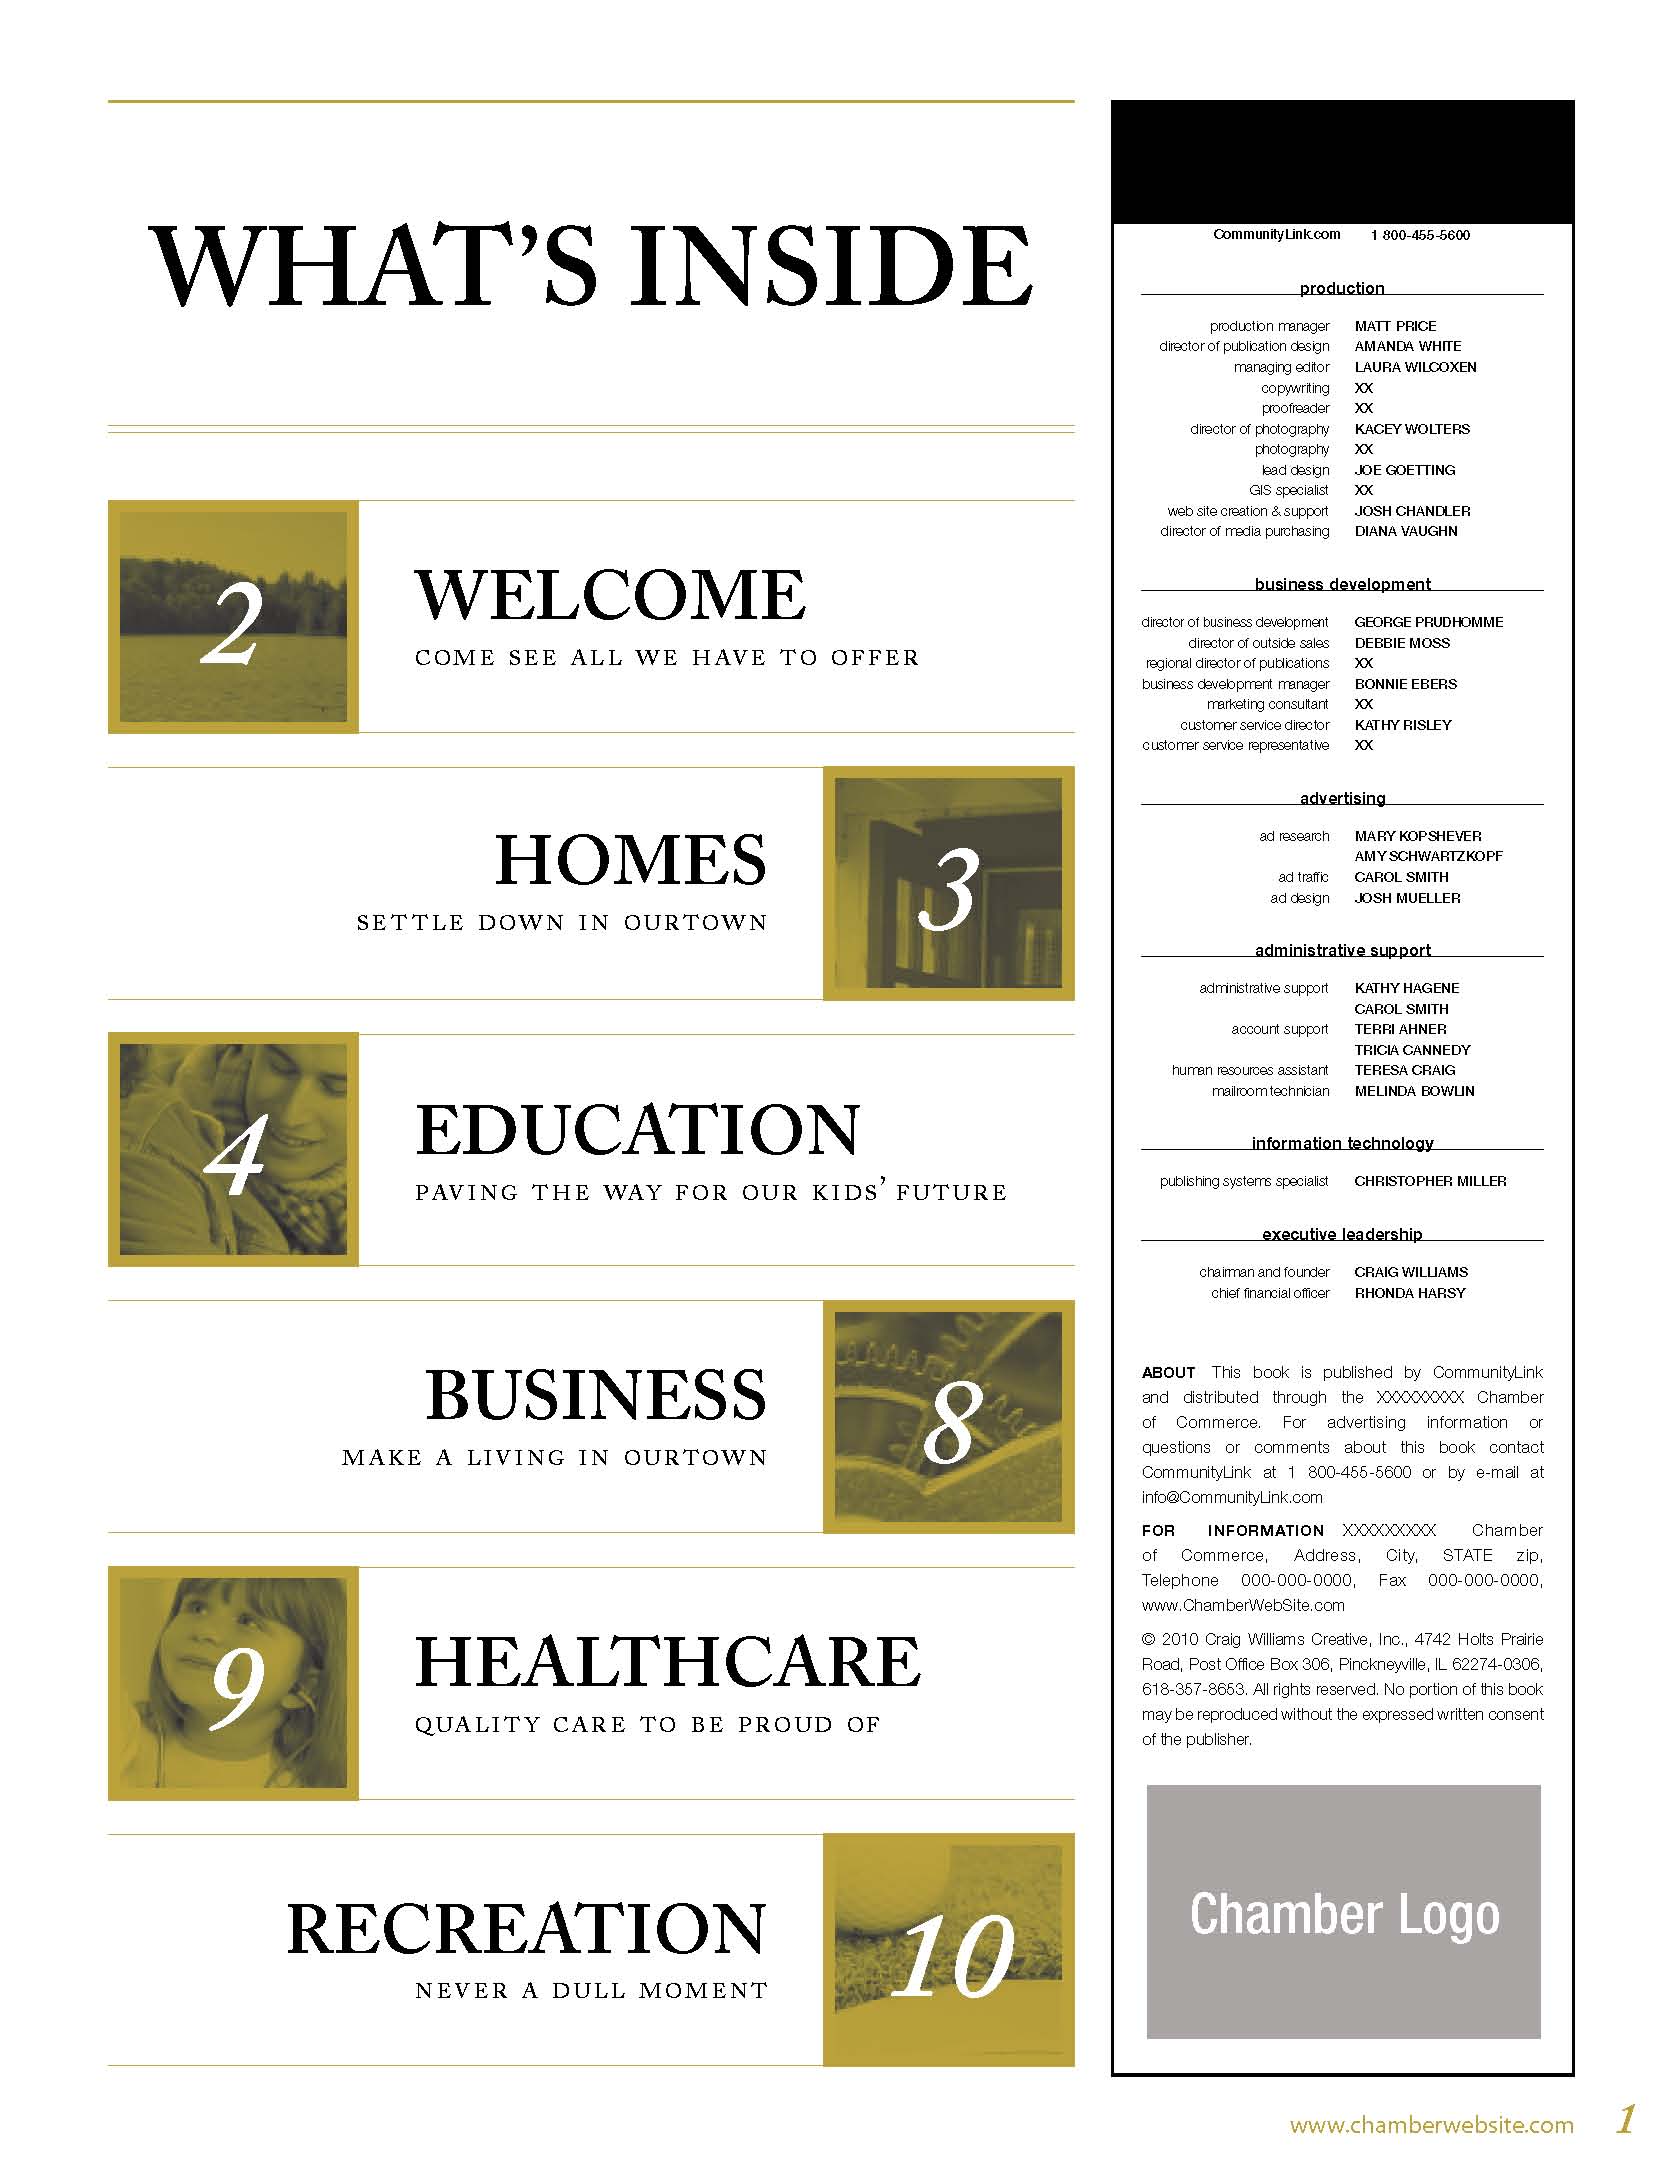 WHAT’S INSIDE
2
WELCOME
COME SEE ALL WE HAVE TO OFFER
HOMES
SETTLE DOWN IN OURTOWN
3
4
EDUCATION
PAVING THE WAY FOR OUR KIDS’ FUTURE
BUSINESS
MAKE A LIVING IN OURTOWN
8
9
HEALTHCARE
QUALITY CARE TO BE PROUD OF
RECREATION
NEVER A DULL MOMENT
10
CommunityLink.com 1 800-455-5600
production
production manager MATT PRICE
director of publication design AMANDA WHITE
managing editor LAURA WILCOXEN
copywriting XX
proofreader XX
director of photography KACEY WOLTERS
photography XX
lead design JOE GOETTING
GIS specialist XX
web site creation & support JOSH CHANDLER
director of media purchasing DIANA VAUGHN
business development
director of business development GEORGE PRUDHOMME
director of outside sales DEBBIE MOSS
regional director of publications XX
business development manager BONNIE EBERS
marketing consultant XX
customer service director KATHY RISLEY
customer service representative XX
advertising
ad research MARY KOPSHEVER
AMY SCHWARTZKOPF
ad traffic CAROL SMITH
ad design JOSH MUELLER
administrative support
administrative support KATHY HAGENE
CAROL SMITH
account support TERRI AHNER
TRICIA CANNEDY
human resources assistant TERESA CRAIG
mailroom technician MELINDA BOWLIN
information technology
publishing systems specialist CHRISTOPHER MILLER
executive leadership
chairman and founder CRAIG WILLIAMS
chief financial officer RHONDA HARSY
ABOUT This book is published by CommunityLink
and distributed through the XXXXXXXXX Chamber
of Commerce. For advertising information or
questions or comments about this book contact
CommunityLink at 1 800-455-5600 or by e-mail at
info@CommunityLink.com
FOR INFORMATION XXXXXXXXX Chamber
of Commerce, Address, City, STATE zip,
Telephone 000-000-0000, Fax 000-000-0000,
www.ChamberWebSite.com
© 2010 Craig Williams Creative, Inc., 4742 Holts Prairie
Road, Post Office Box 306, Pinckneyville, IL 62274-0306,
618-357-8653. All rights reserved. No portion of this book
may be reproduced without the expressed written consent
of the publisher.
Chamber Logo
www.chamberwebsite.com 1